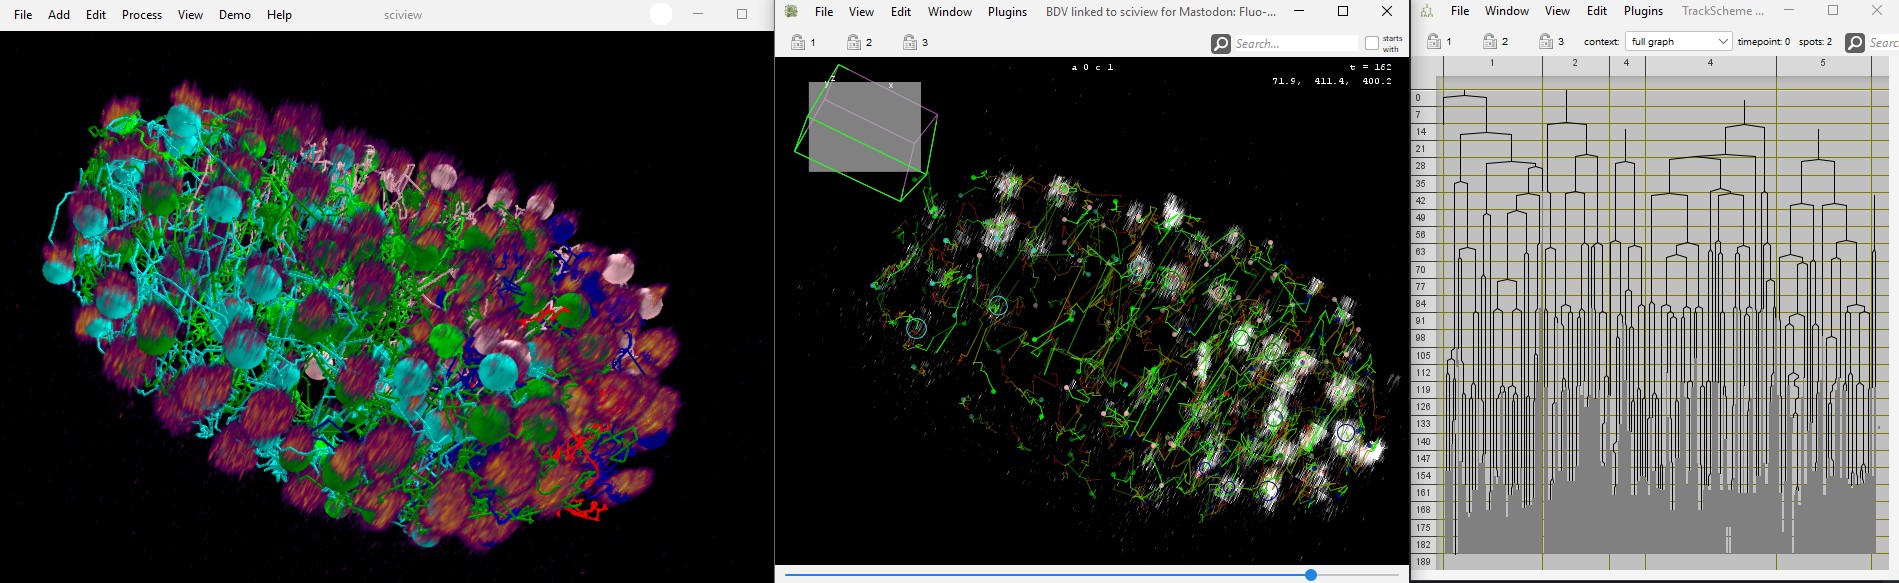 File Add Edit Process View Demo Help sciview
File View Edit Window Plugins BDV linked to sciview for Mastodon: Fluo-...
1 2 3 Search... starts with
a 0 c 1 t = 162
71.9, 411.4, 400.2
z
y x
File Window View Edit Plugins TrackScheme ...
1 2 3 context: full graph timepoint: 0 spots: 2 Searc
1 2 4 4 5
0
7
14
21
28
35
42
49
56
63
70
77
84
91
98
105
112
119
126
133
140
147
154
161
168
175
182
189